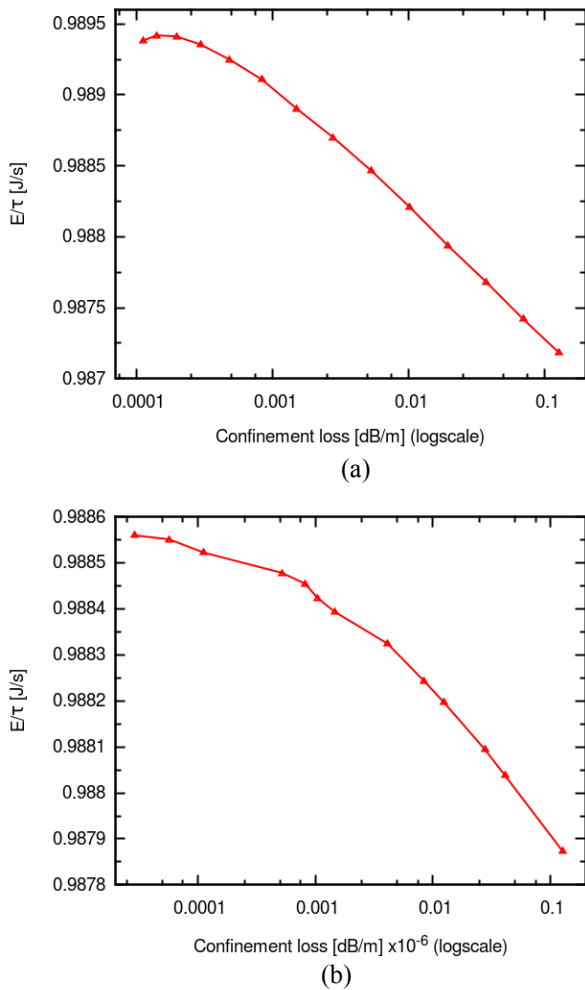 0.9895
0.989
0.9885
0.988
0.9875
0.987
E/τ [J/s]
0.0001 0.001 0.01 0.1
Confinement loss [dB/m] (logscale)
(a)
0.9886
0.9885
0.9884
0.9883
0.9882
0.9881
0.988
0.9879
0.9878
E/τ [J/s]
0.0001 0.001 0.01 0.1
Confinement loss [dB/m] x10⁻⁶ (logscale)
(b)